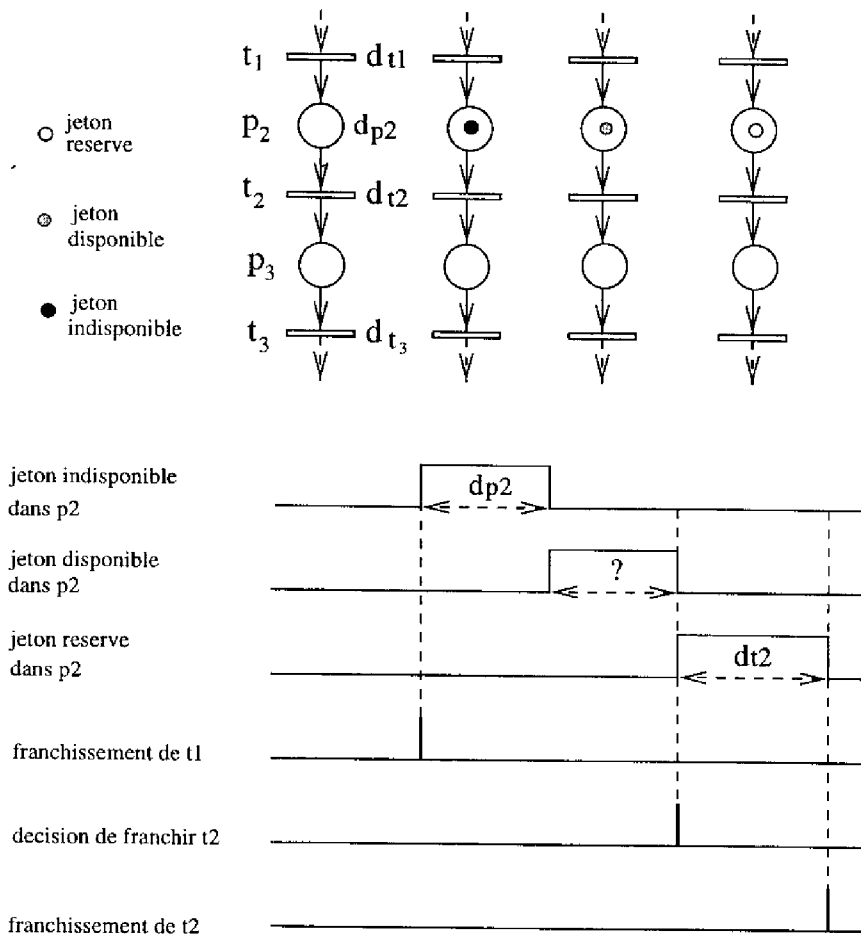 t1 dt1
jeton
reserve
p2 dp2
t2 dt2
jeton
disponible
p3
jeton
indisponible
t3 dt3
jeton indisponible
dans p2
dp2
jeton disponible
dans p2
?
jeton reserve
dans p2
dt2
franchissement de t1
decision de franchir t2
franchissement de t2